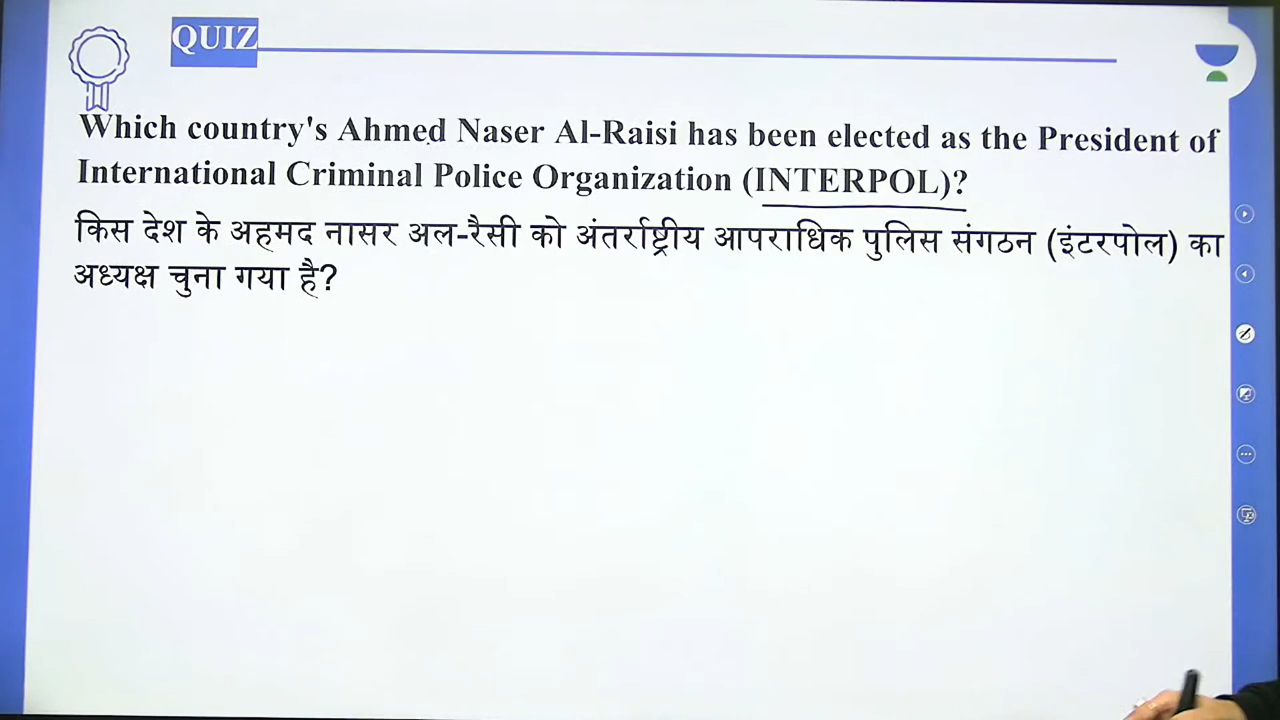 QUIZ
Which country's Ahmed Naser Al-Raisi has been elected as the President of
International Criminal Police Organization (INTERPOL)?
किस देश के अहमद नासर अल-रैसी को अंतर्राष्ट्रीय आपराधिक पुलिस संगठन (इंटरपोल) का
अध्यक्ष चुना गया है?